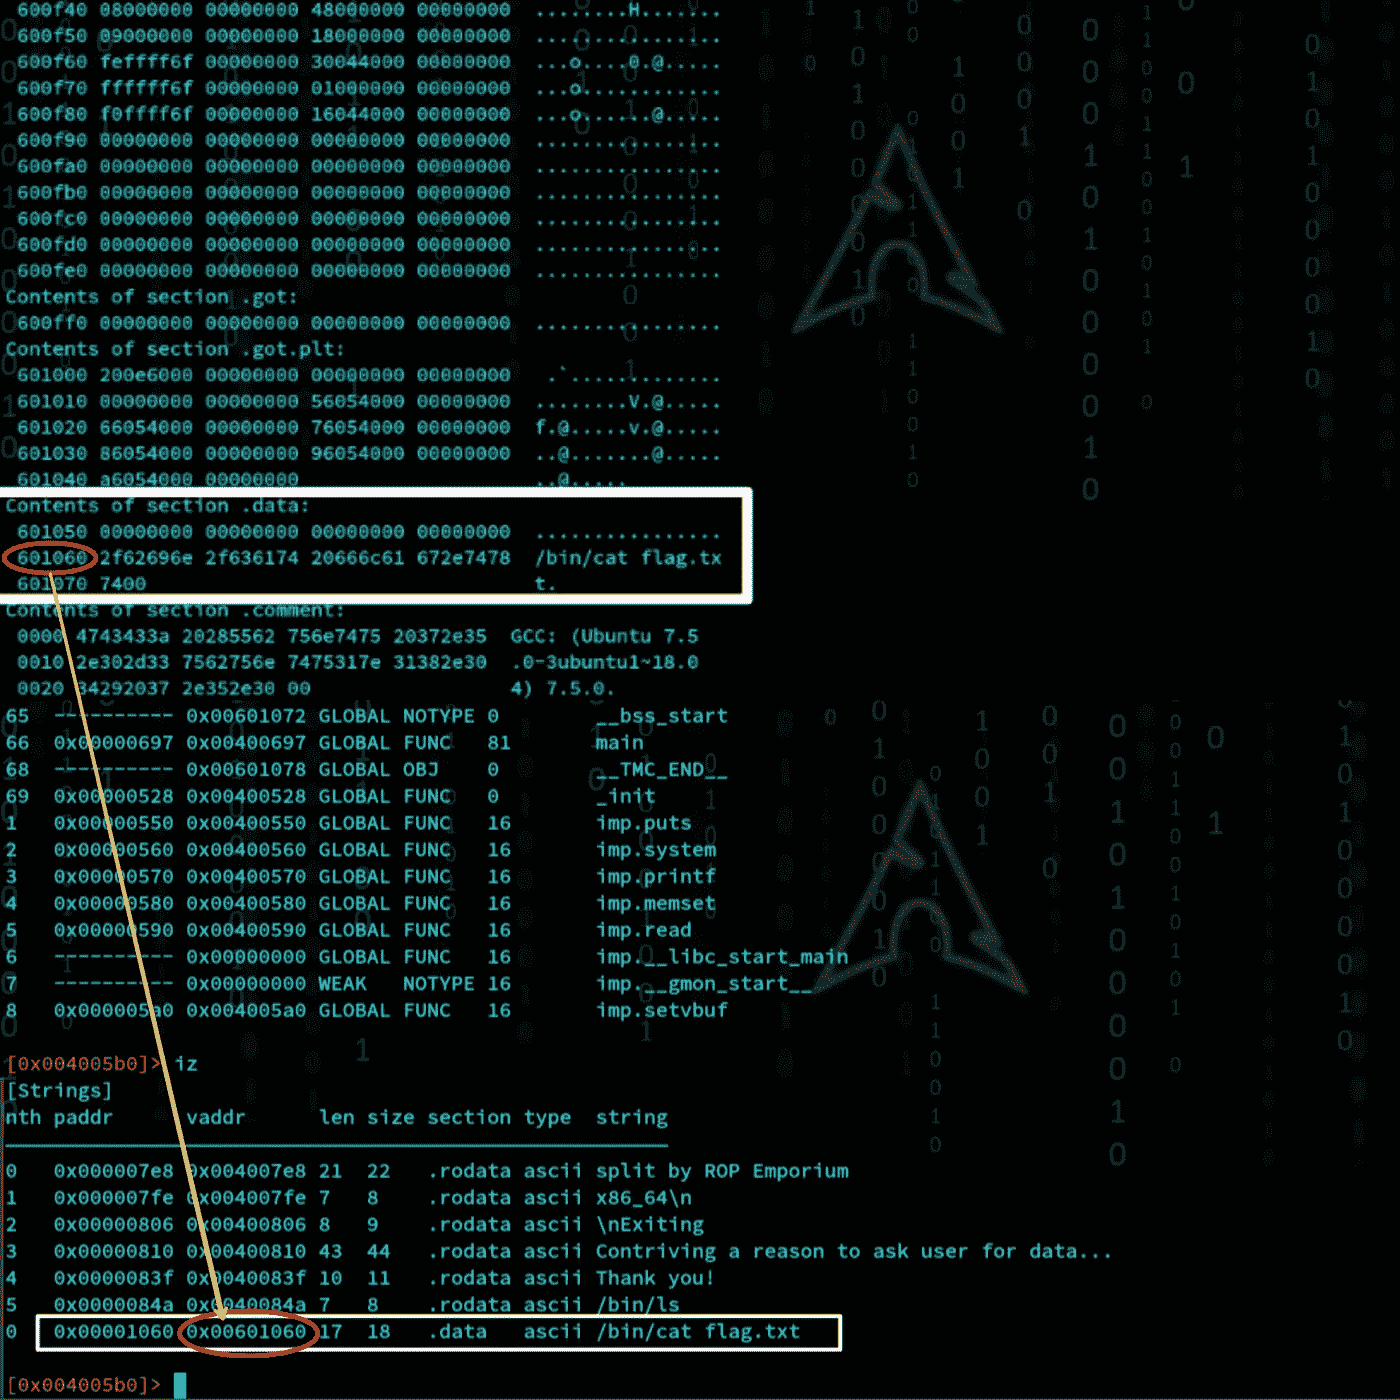 600f40 08000000 00000000 48000000 00000000 ........H.......
600f50 09000000 00000000 18000000 00000000 ................
600f60 feffff6f 00000000 30044000 00000000 ...o....0.@.....
600f70 ffffff6f 00000000 01000000 00000000 ...o............
600f80 f0ffff6f 00000000 16044000 00000000 ...o......@.....
600f90 00000000 00000000 00000000 00000000 ................
600fa0 00000000 00000000 00000000 00000000 ................
600fb0 00000000 00000000 00000000 00000000 ................
600fc0 00000000 00000000 00000000 00000000 ................
600fd0 00000000 00000000 00000000 00000000 ................
600fe0 00000000 00000000 00000000 00000000 ................
Contents of section .got:
600ff0 00000000 00000000 00000000 00000000 ................
Contents of section .got.plt:
601000 200e6000 00000000 00000000 00000000  .`.............
601010 00000000 00000000 56054000 00000000 ........V.@.....
601020 66054000 00000000 76054000 00000000 f.@.....v.@.....
601030 86054000 00000000 96054000 00000000 ..@.......@.....
601040 a6054000 00000000 ..@.....
Contents of section .data:
601050 00000000 00000000 00000000 00000000 ................
601060 2f62696e 2f636174 20666c61 672e7478 /bin/cat flag.tx
601070 7400 t.
Contents of section .comment:
0000 4743433a 20285562 756e7475 20372e35 GCC: (Ubuntu 7.5
0010 2e302d33 7562756e 7475317e 31382e30 .0-3ubuntu1~18.0
0020 34292037 2e352e30 00 4) 7.5.0.
65 ---------- 0x00601072 GLOBAL NOTYPE 0 __bss_start
66 0x00000697 0x00400697 GLOBAL FUNC 81 main
68 ---------- 0x00601078 GLOBAL OBJ 0 __TMC_END__
69 0x00000528 0x00400528 GLOBAL FUNC 0 _init
1 0x00000550 0x00400550 GLOBAL FUNC 16 imp.puts
2 0x00000560 0x00400560 GLOBAL FUNC 16 imp.system
3 0x00000570 0x00400570 GLOBAL FUNC 16 imp.printf
4 0x00000580 0x00400580 GLOBAL FUNC 16 imp.memset
5 0x00000590 0x00400590 GLOBAL FUNC 16 imp.read
6 ---------- 0x00000000 GLOBAL FUNC 16 imp.__libc_start_main
7 ---------- 0x00000000 WEAK NOTYPE 16 imp.__gmon_start__
8 0x000005a0 0x004005a0 GLOBAL FUNC 16 imp.setvbuf
[0x004005b0]> iz
[Strings]
nth paddr vaddr len size section type string
0 0x000007e8 0x004007e8 21 22 .rodata ascii split by ROP Emporium
1 0x000007fe 0x004007fe 7 8 .rodata ascii x86_64\n
2 0x00000806 0x00400806 8 9 .rodata ascii \nExiting
3 0x00000810 0x00400810 43 44 .rodata ascii Contriving a reason to ask user for data...
4 0x0000083f 0x0040083f 10 11 .rodata ascii Thank you!
5 0x0000084a 0x0040084a 7 8 .rodata ascii /bin/ls
0 0x00001060 0x00601060 17 18 .data ascii /bin/cat flag.txt
[0x004005b0]>